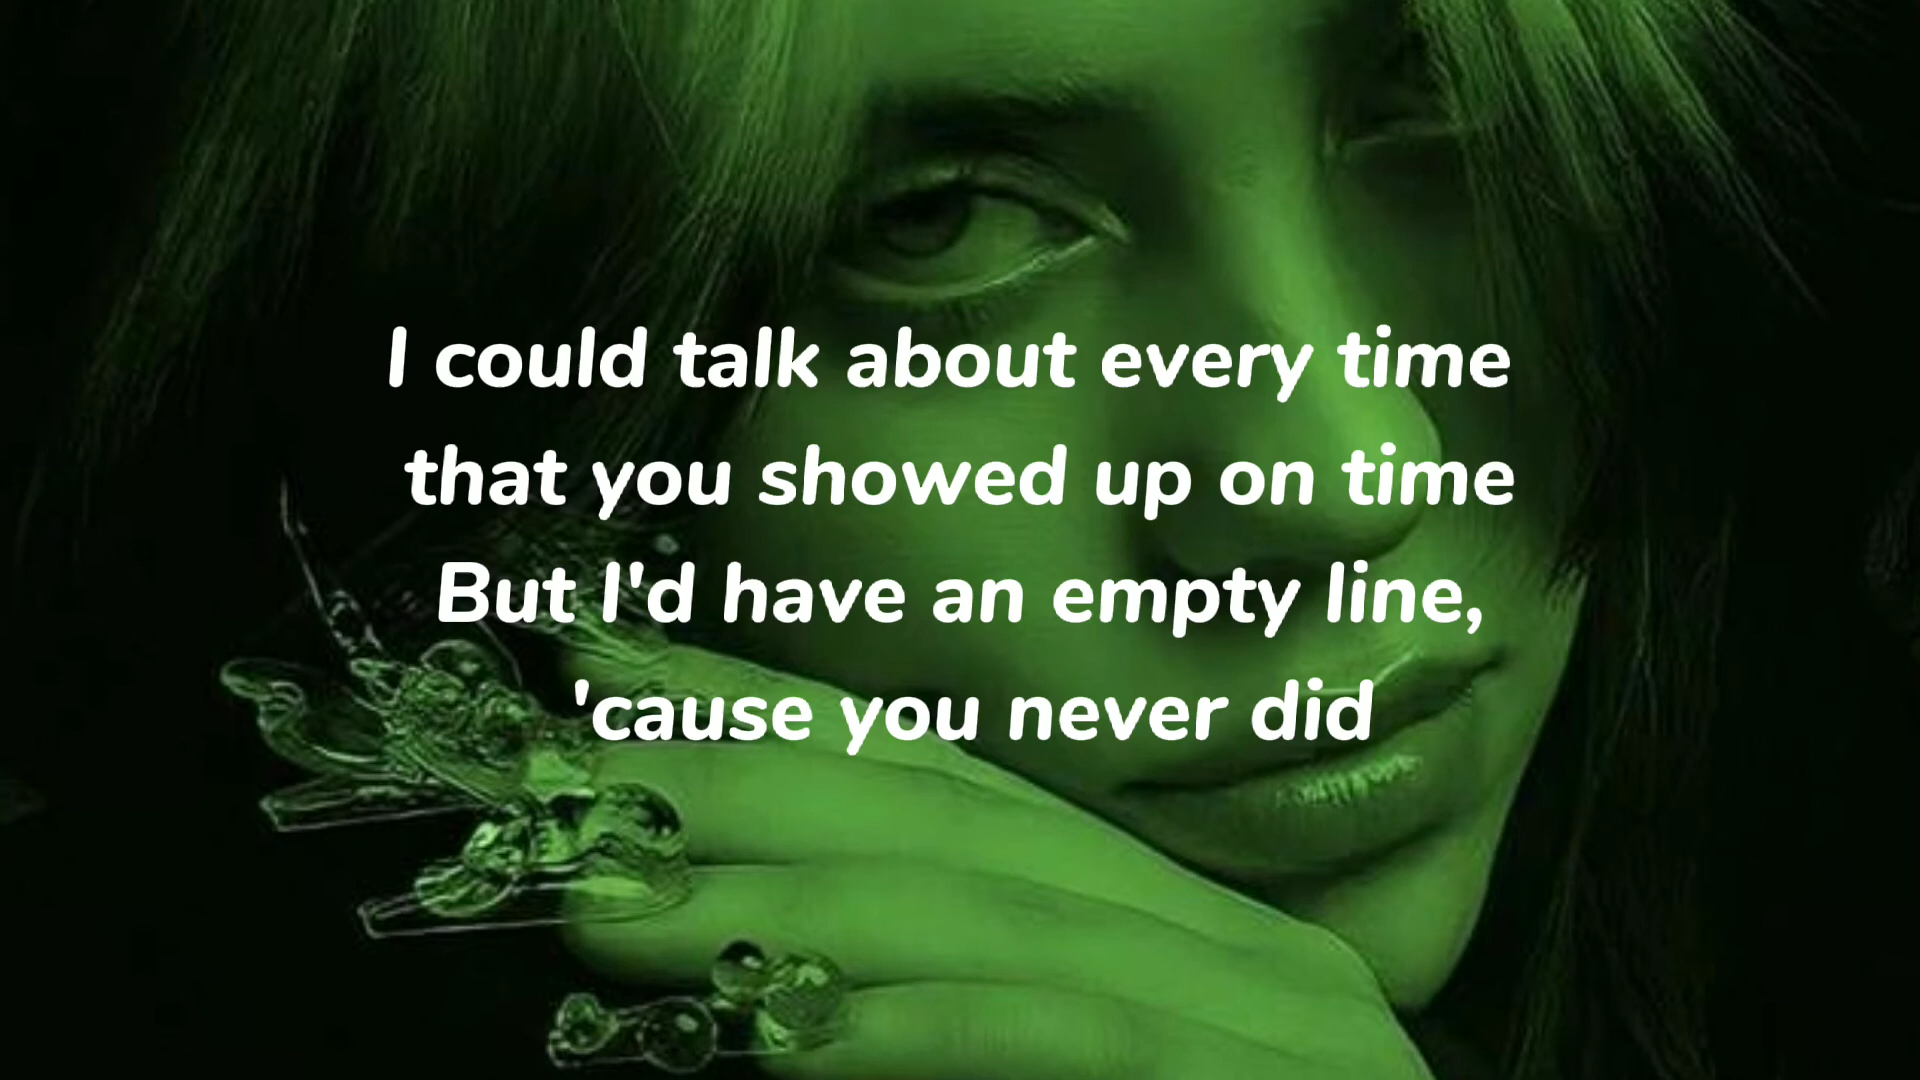 I could talk about every time
that you showed up on time
But I'd have an empty line,
'cause you never did